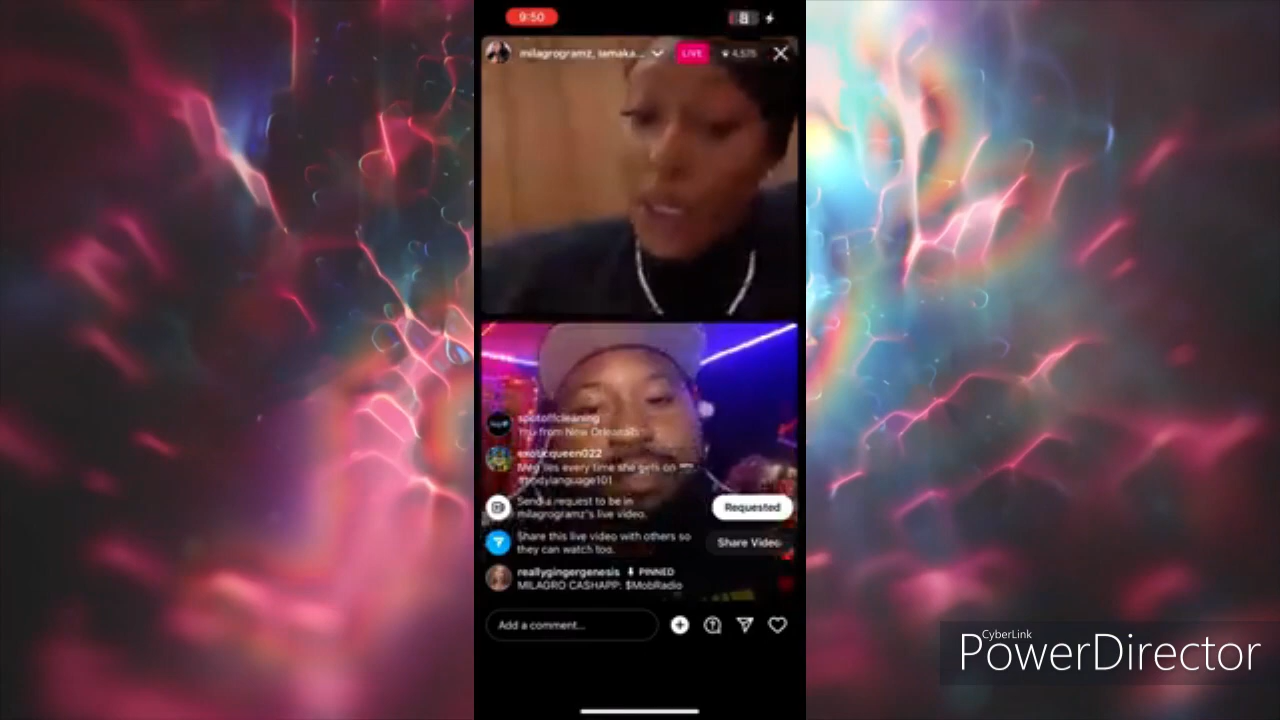 9:50
milagrogramz, iamaka...
LIVE
4,575
spotoffcleaning
You from New Orleans
exoticqueen022
Meg lies every time she gets on
#bodylanguage101
Send a request to be in
milagrogramz's live video.
Requested
Share this live video with others so
they can watch too.
Share Video
reallygingergenesis PINNED
MILAGRO CASHAPP: $MobRadio
Add a comment...
CyberLink
PowerDirector